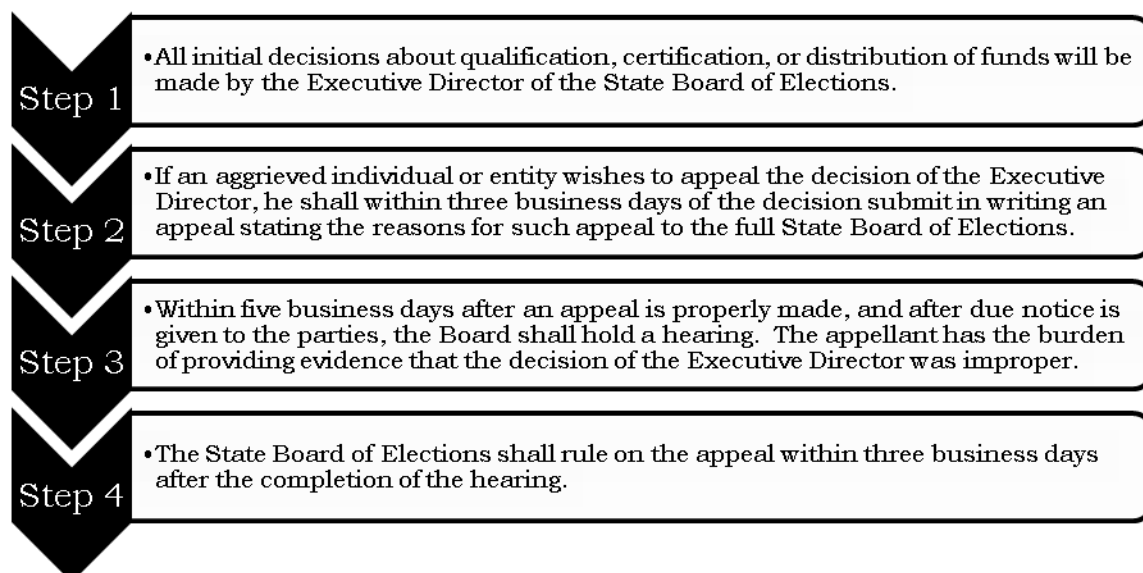 Step 1
•All initial decisions about qualification, certification, or distribution of funds will be
made by the Executive Director of the State Board of Elections.
Step 2
•If an aggrieved individual or entity wishes to appeal the decision of the Executive
Director, he shall within three business days of the decision submit in writing an
appeal stating the reasons for such appeal to the full State Board of Elections.
Step 3
•Within five business days after an appeal is properly made, and after due notice is
given to the parties, the Board shall hold a hearing.  The appellant has the burden
of providing evidence that the decision of the Executive Director was improper.
Step 4
•The State Board of Elections shall rule on the appeal within three business days
after the completion of the hearing.